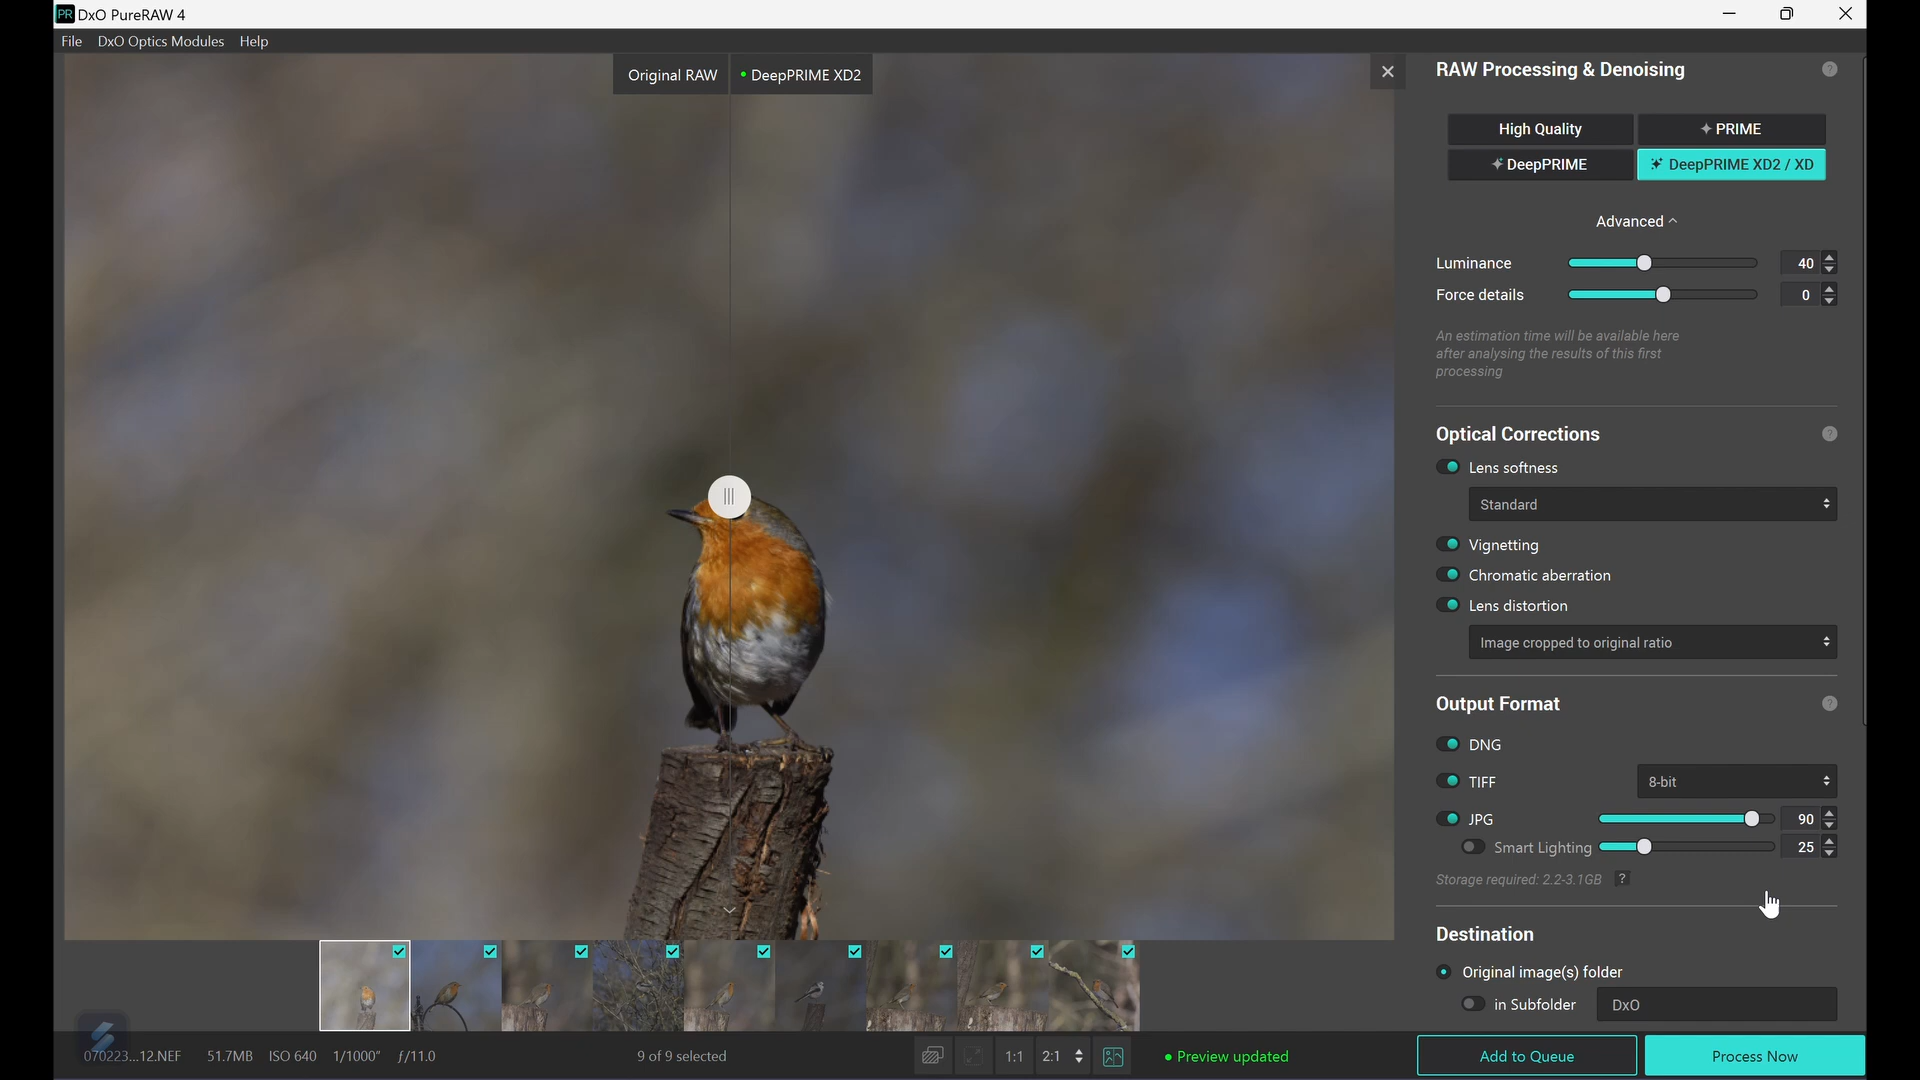 PR DxO PureRAW 4
File DxO Optics Modules Help
Original RAW DeepPRIME XD2
RAW Processing & Denoising ?
High Quality PRIME
DeepPRIME DeepPRIME XD2 / XD
Advanced
Luminance 40
Force details 0
An estimation time will be available here
after analysing the results of this first
processing
Optical Corrections ?
Lens softness
Standard
Vignetting
Chromatic aberration
Lens distortion
Image cropped to original ratio
Output Format ?
DNG
TIFF 8-bit
JPG 90
Smart Lighting 25
Storage required: 2.2-3.1GB ?
Destination
Original image(s) folder
in Subfolder DxO
070223...12.NEF 51.7MB ISO 640 1/1000" ƒ/11.0 9 of 9 selected 1:1 2:1 Preview updated Add to Queue Process Now